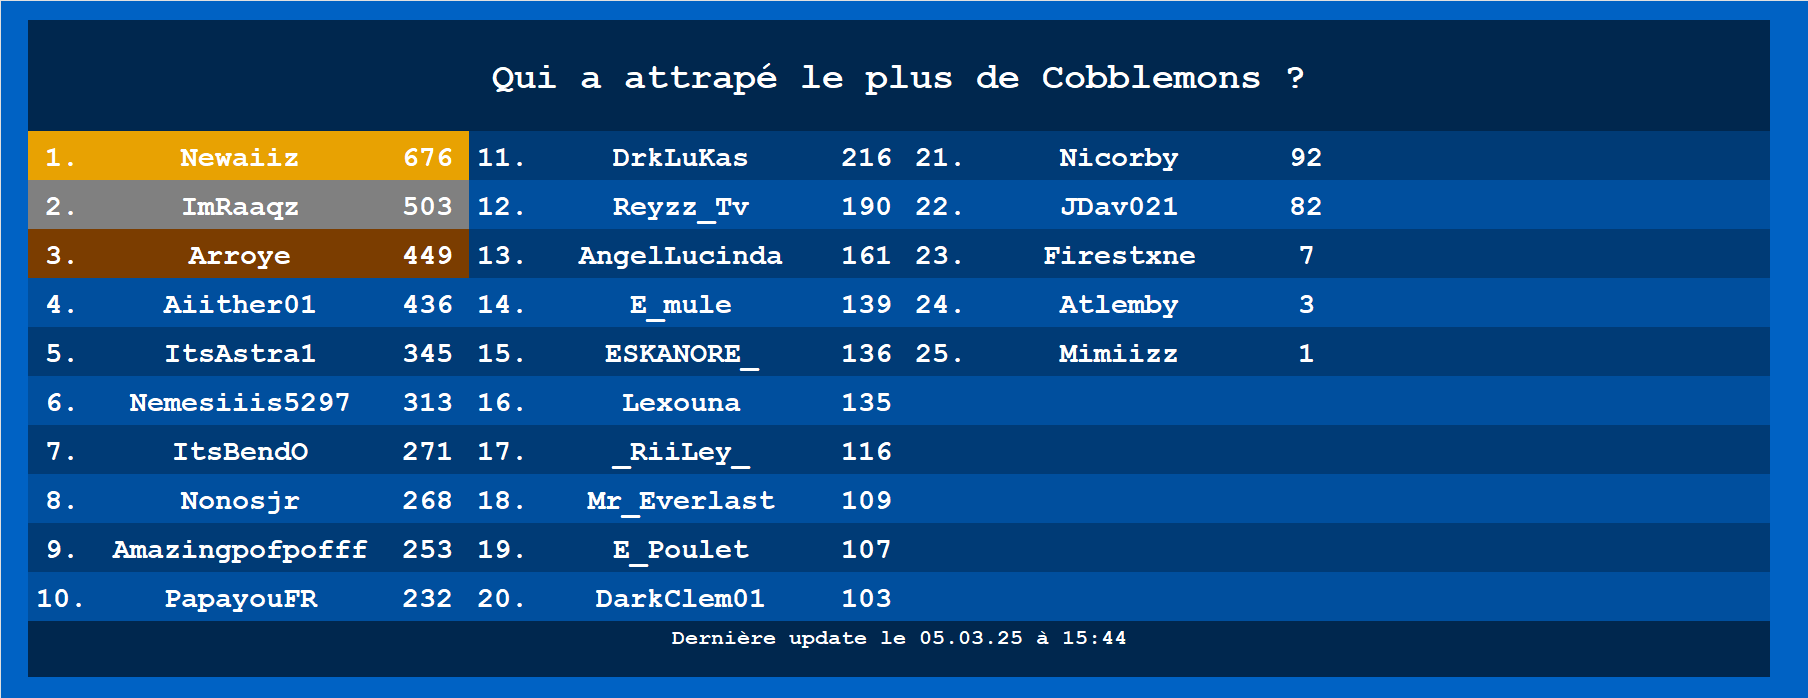 Qui a attrapé le plus de Cobblemons ?
1. Newaiiz 676 11. DrkLuKas 216 21. Nicorby 92
2. ImRaaqz 503 12. Reyzz_Tv 190 22. JDav021 82
3. Arroye 449 13. AngelLucinda 161 23. Firestxne 7
4. Aiither01 436 14. E_mule 139 24. Atlemby 3
5. ItsAstra1 345 15. ESKANORE_ 136 25. Mimiizz 1
6. Nemesiiis5297 313 16. Lexouna 135
7. ItsBendO 271 17. _RiiLey_ 116
8. Nonosjr 268 18. Mr_Everlast 109
9. Amazingpofpofff 253 19. E_Poulet 107
10. PapayouFR 232 20. DarkClem01 103
Dernière update le 05.03.25 à 15:44